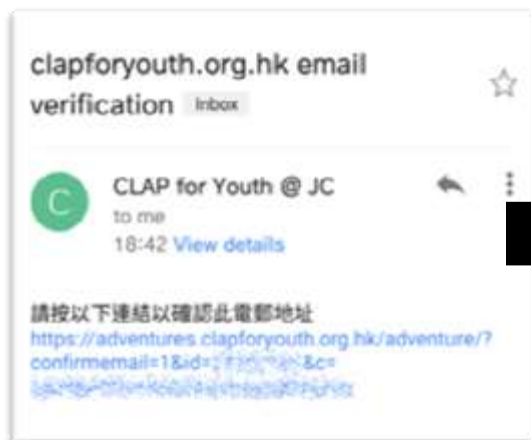 clapforyouth.org.hk email
verification Inbox
C
CLAP for Youth @ JC
to me
18:42 View details
請按以下連結以確認此電郵地址
https://adventures.clapforyouth.org.hk/adventure/?
confirmemail=1&id= &c=